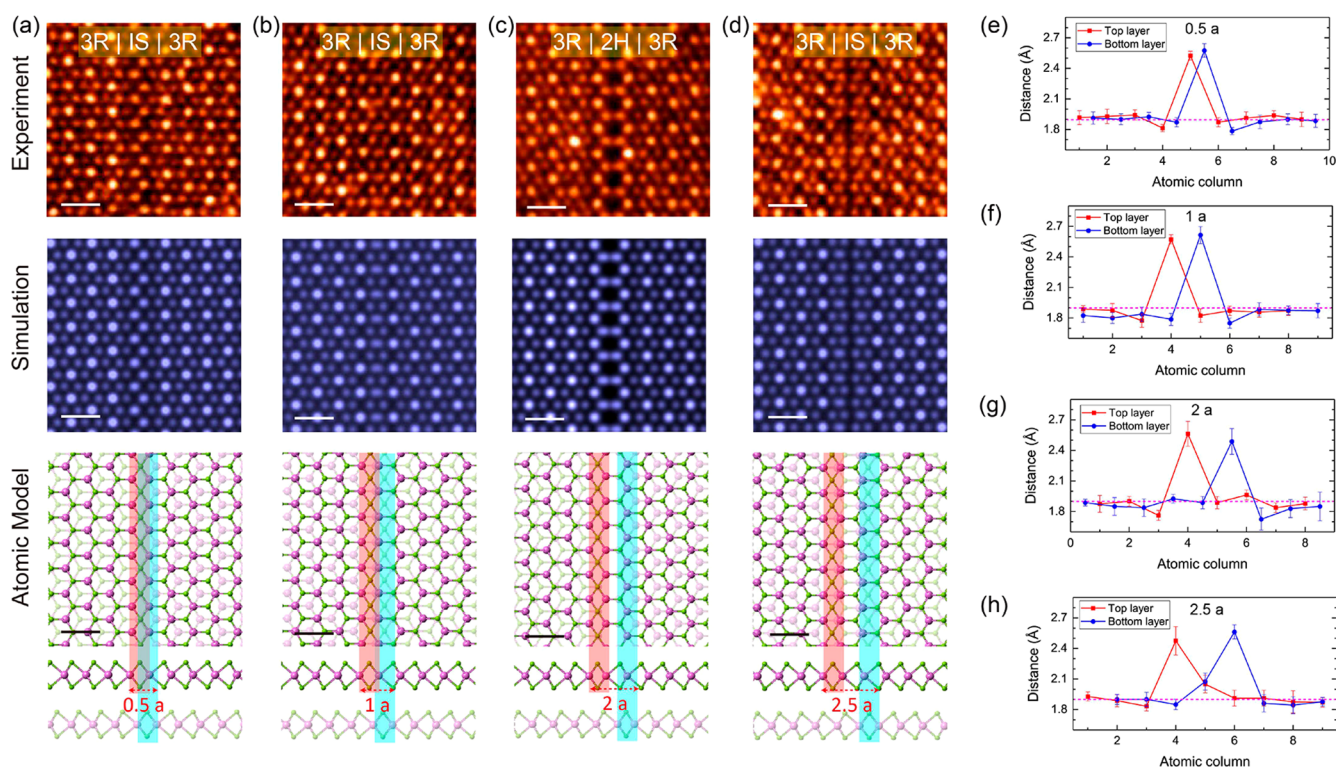 (a)
3R | IS | 3R
(b)
3R | IS | 3R
(c)
3R | 2H | 3R
(d)
3R | IS | 3R
Experiment
Simulation
Atomic Model
0.5 a
1 a
2 a
2.5 a
(e)
0.5 a
Top layer
Bottom layer
Distance (Å)
2.7
2.4
2.1
1.8
2
4
6
8
10
Atomic column
(f)
1 a
Top layer
Bottom layer
Distance (Å)
2.7
2.4
2.1
1.8
2
4
6
8
Atomic column
(g)
2 a
Top layer
Bottom layer
Distance (Å)
2.7
2.4
2.1
1.8
0
2
4
6
8
Atomic column
(h)
2.5 a
Top layer
Bottom layer
Distance (Å)
2.7
2.4
2.1
1.8
2
4
6
8
Atomic column